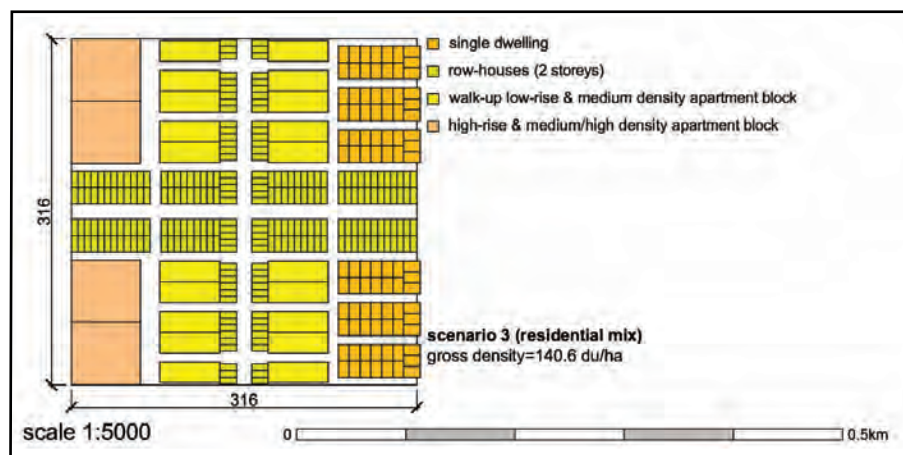 single dwelling
row-houses (2 storeys)
walk-up low-rise & medium density apartment block
high-rise & medium/high density apartment block
316
scenario 3 (residential mix)
gross density=140.6 du/ha
316
scale 1:5000
0
0.5km